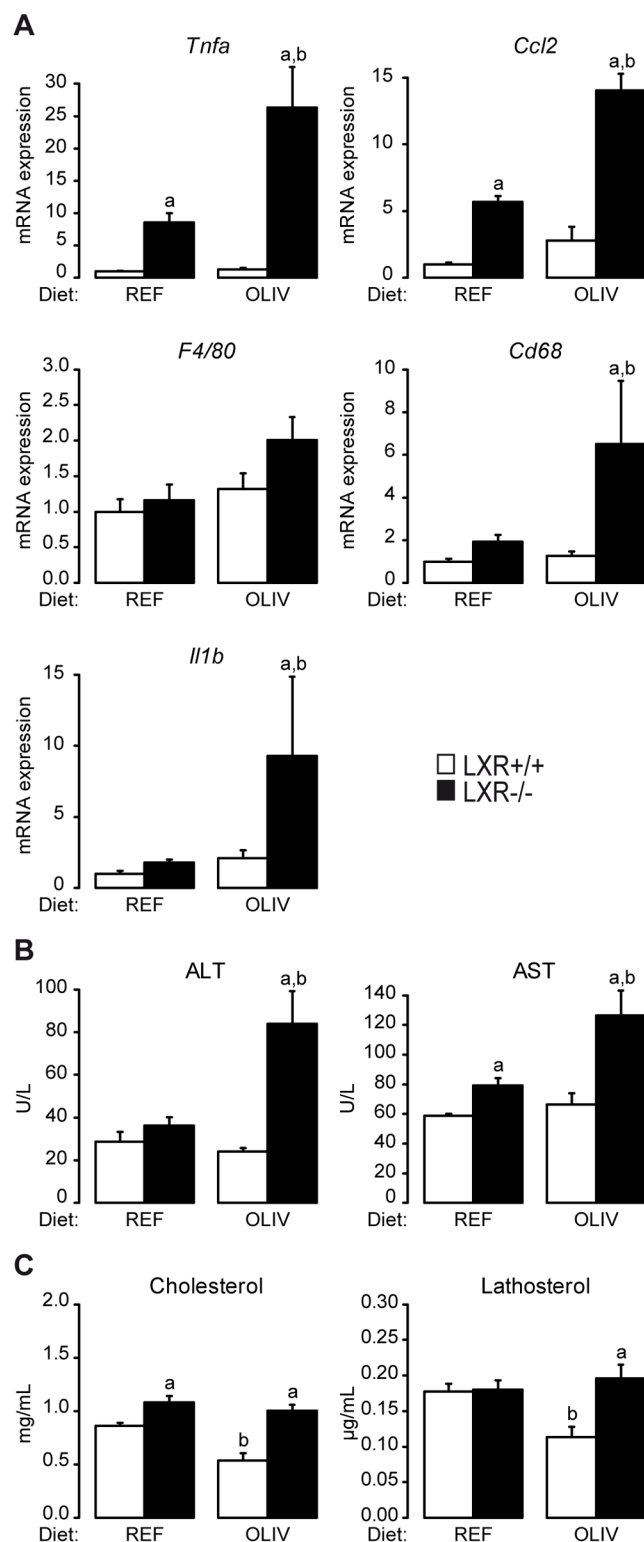 A
Tnfa
Ccl2
a,b
a,b
30
25
20
15
10
5
0
mRNA expression
a
15
10
5
0
mRNA expression
a
Diet: REF OLIV
Diet: REF OLIV
F4/80
Cd68
3.0
2.5
2.0
1.5
1.0
0.5
0.0
mRNA expression
10
8
6
4
2
0
mRNA expression
a,b
Diet: REF OLIV
Diet: REF OLIV
Il1b
15
10
5
0
mRNA expression
a,b
LXR+/+
LXR-/-
Diet: REF OLIV
B
ALT
AST
100
80
60
40
20
0
U/L
a,b
140
120
100
80
60
40
20
0
U/L
a
a,b
Diet: REF OLIV
Diet: REF OLIV
C
Cholesterol
Lathosterol
2.0
1.5
1.0
0.5
0.0
mg/mL
a
b
a
0.30
0.25
0.20
0.15
0.10
0.05
0.00
µg/mL
b
a
Diet: REF OLIV
Diet: REF OLIV